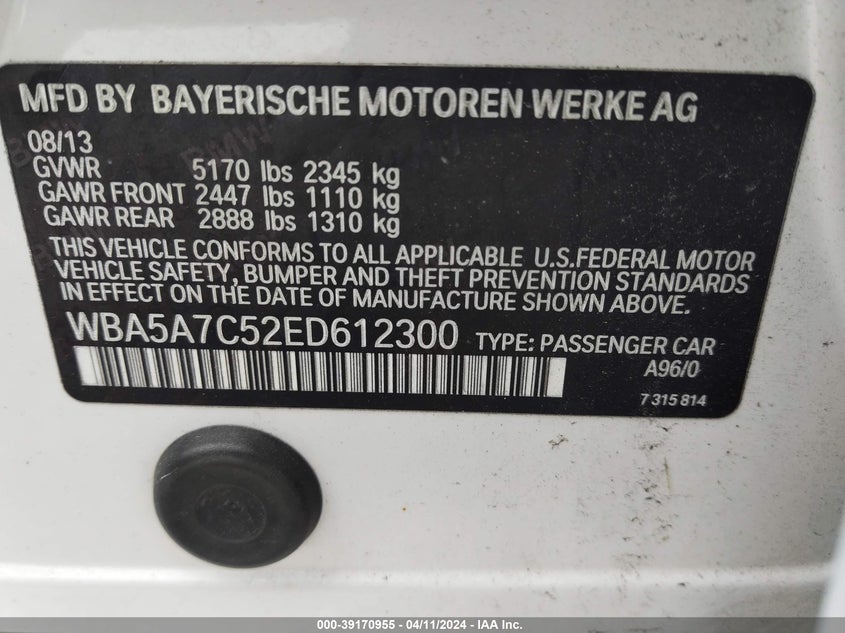 MFD BY BAYERISCHE MOTOREN WERKE AG
08/13
GVWR 5170 lbs 2345 kg
GAWR FRONT 2447 lbs 1110 kg
GAWR REAR 2888 lbs 1310 kg
THIS VEHICLE CONFORMS TO ALL APPLICABLE U.S.FEDERAL MOTOR
VEHICLE SAFETY, BUMPER AND THEFT PREVENTION STANDARDS
IN EFFECT ON THE DATE OF MANUFACTURE SHOWN ABOVE.
WBA5A7C52ED612300 TYPE: PASSENGER CAR
A96/0
7 315 814
000-39170955 | 04/11/2024 - IAA Inc.